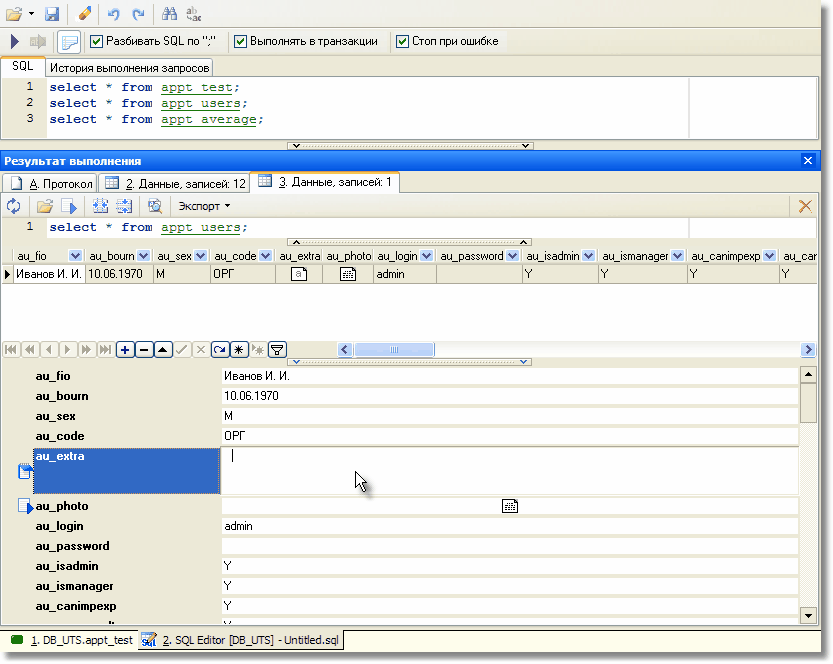 Разбивать SQL по ";" Выполнять в транзакции Стоп при ошибке
SQL История выполнения запросов
1 select * from appt_test;
2 select * from appt_users;
3 select * from appt_average;
Результат выполнения
A. Протокол 2. Данные, записей: 12 3. Данные, записей: 1
Экспорт
1 select * from appt_users;
au_fio au_bourn au_sex au_code au_extra au_photo au_login au_password au_isadmin au_ismanager au_canimpexp au_can
Иванов И. И. 10.06.1970 М ОРГ admin Y Y Y Y
au_fio Иванов И. И.
au_bourn 10.06.1970
au_sex М
au_code ОРГ
au_extra
au_photo
au_login admin
au_password
au_isadmin Y
au_ismanager Y
au_canimpexp Y
1. DB_UTS.appt_test 2. SQL Editor [DB_UTS] - Untitled.sql